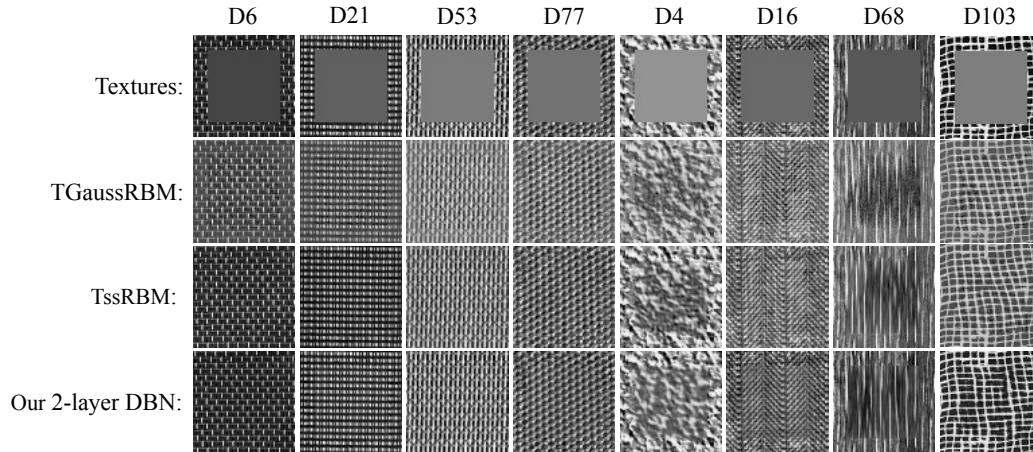 D6 D21 D53 D77 D4 D16 D68 D103
Textures:
TGaussRBM:
TssRBM:
Our 2-layer DBN: